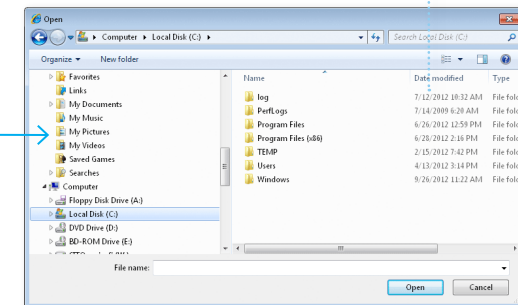 Open
Computer ▸ Local Disk (C:) ▸
Search Local Disk (C:)
Organize
New folder
Favorites
Links
My Documents
My Music
My Pictures
My Videos
Saved Games
Searches
Computer
Floppy Disk Drive (A:)
Local Disk (C:)
DVD Drive (D:)
BD-ROM Drive (E:)
Name Date modified Type
log 7/12/2012 10:32 AM File fold
PerfLogs 7/14/2009 6:20 AM File fold
Program Files 6/26/2012 12:59 PM File fold
Program Files (x86) 6/28/2012 2:16 PM File fold
TEMP 2/15/2012 7:42 PM File fold
Users 4/13/2012 3:14 PM File fold
Windows 9/26/2012 11:22 AM File fold
File name:
Open
Cancel